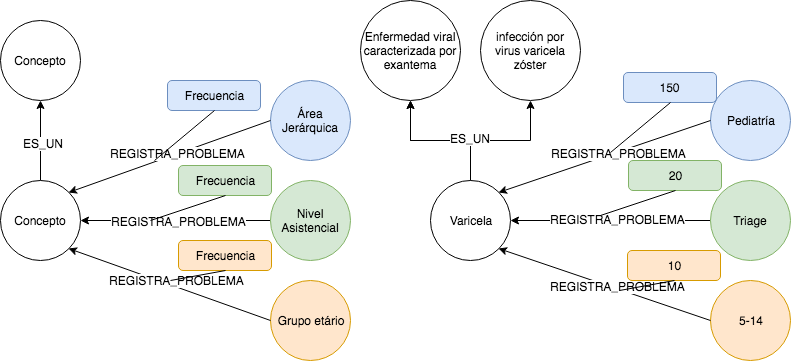 Concepto
ES_UN
Concepto
Frecuencia
Área
Jerárquica
REGISTRA_PROBLEMA
Frecuencia
Nivel
Asistencial
REGISTRA_PROBLEMA
Frecuencia
REGISTRA_PROBLEMA
Grupo etário
Enfermedad viral
caracterizada por
exantema
infección por
virus varicela
zóster
ES_UN
Varicela
150
Pediatría
REGISTRA_PROBLEMA
20
Triage
REGISTRA_PROBLEMA
10
REGISTRA_PROBLEMA
5-14